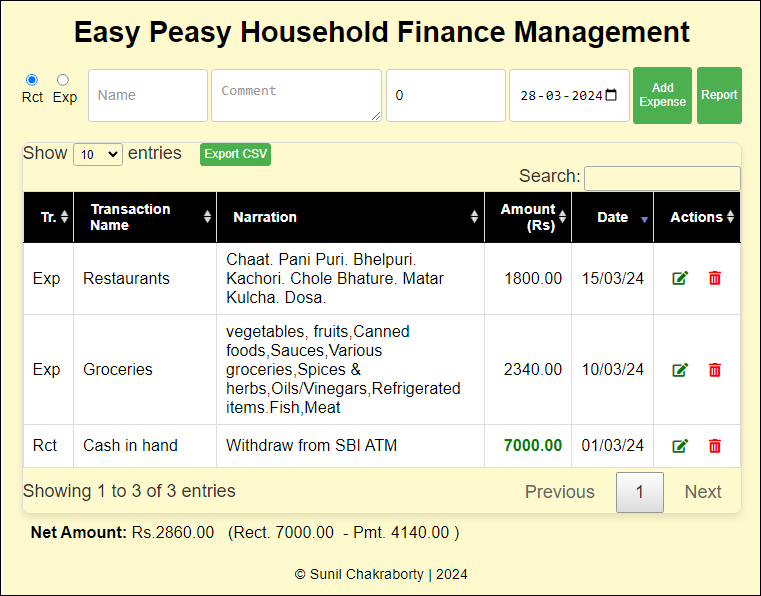 Easy Peasy Household Finance Management
Rct Exp Name Comment 0 28-03-2024 Add Expense Report
Show 10 entries Export CSV
Search:
Tr. Transaction Name Narration Amount (Rs) Date Actions
Exp Restaurants Chaat. Pani Puri. Bhelpuri. 1800.00 15/03/24
Kachori. Chole Bhature. Matar
Kulcha. Dosa.
Exp Groceries vegetables, fruits,Canned 2340.00 10/03/24
foods,Sauces,Various
groceries,Spices &
herbs,Oils/Vinegars,Refrigerated
items.Fish,Meat
Rct Cash in hand Withdraw from SBI ATM 7000.00 01/03/24
Showing 1 to 3 of 3 entries Previous 1 Next
Net Amount: Rs.2860.00 (Rect. 7000.00 - Pmt. 4140.00 )
© Sunil Chakraborty | 2024